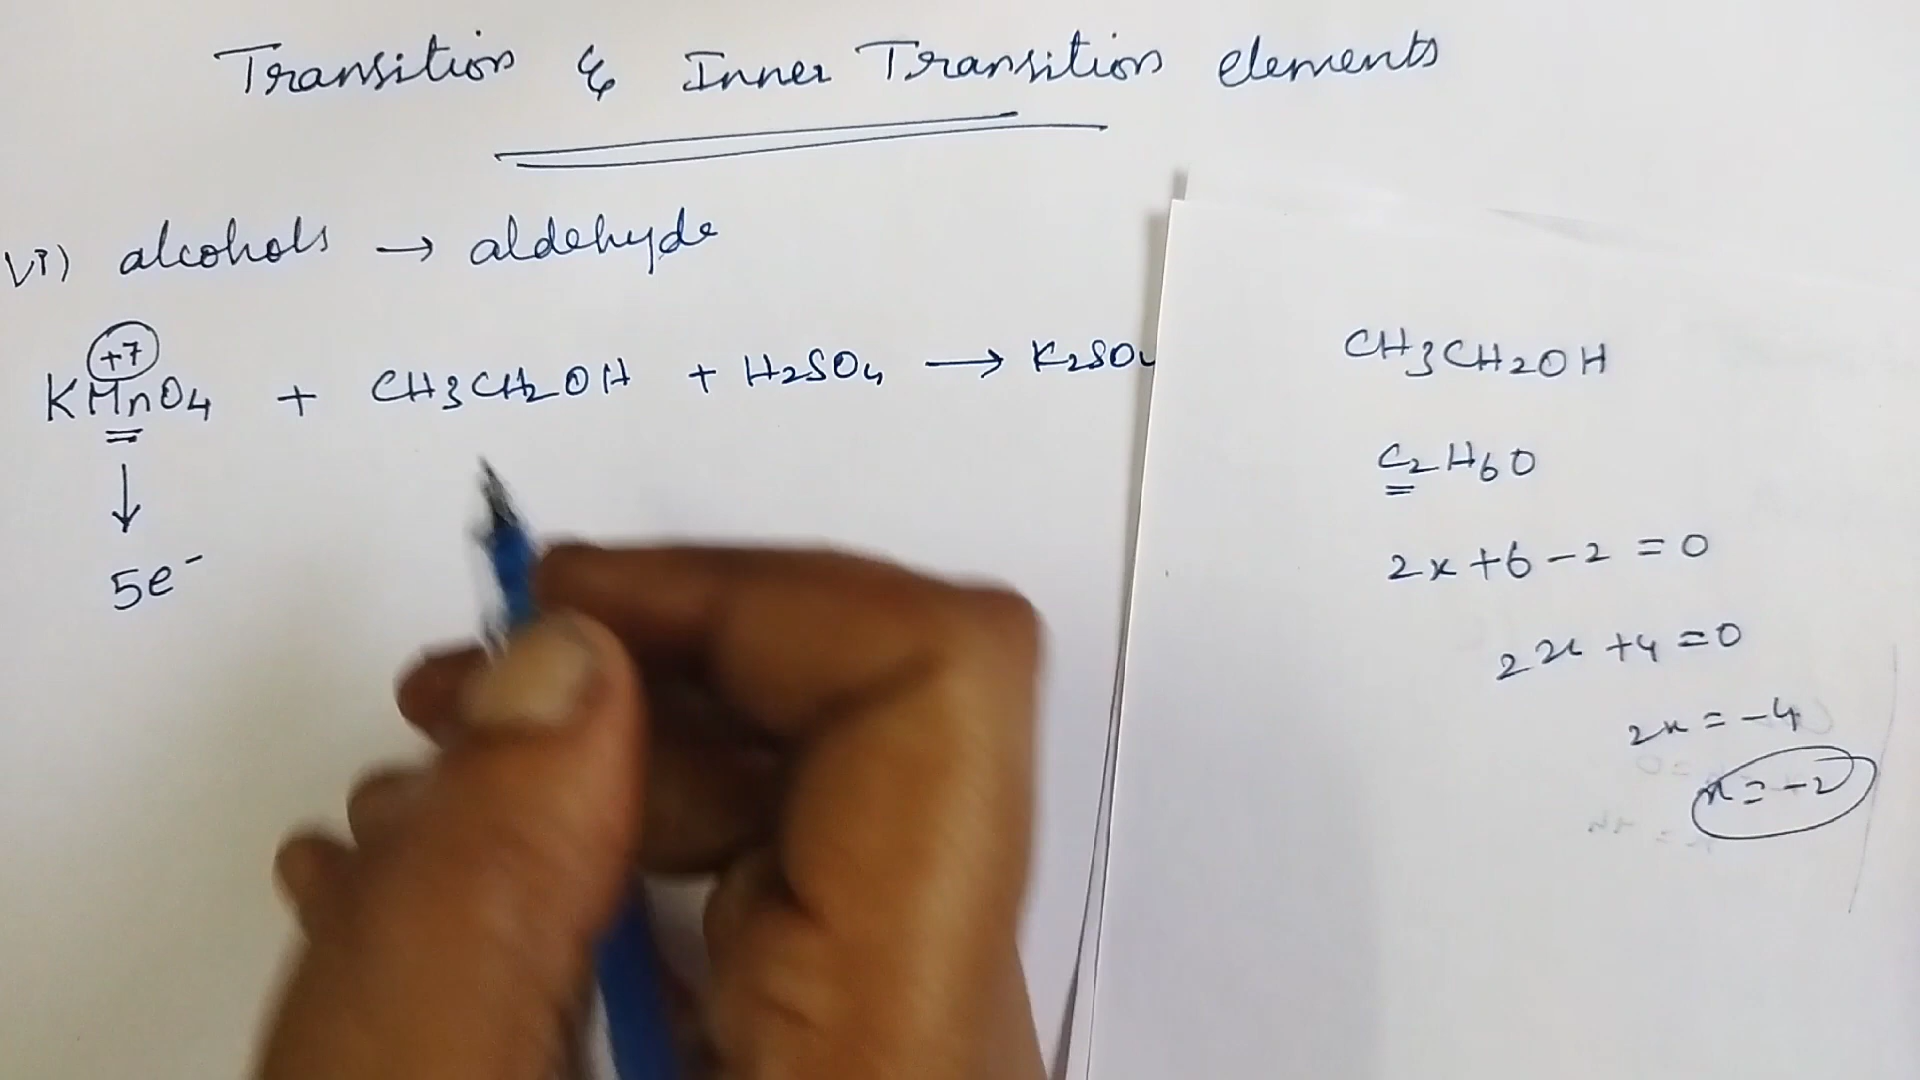 Transition & Inner Transition elements
vi) alcohols → aldehyde
+7
KMnO4 + CH3CH2OH + H2SO4 → K2SO4
↓
5e-
CH3CH2OH
C2H6O
2x+6-2=0
2x+4=0
2x=-4
x=-2